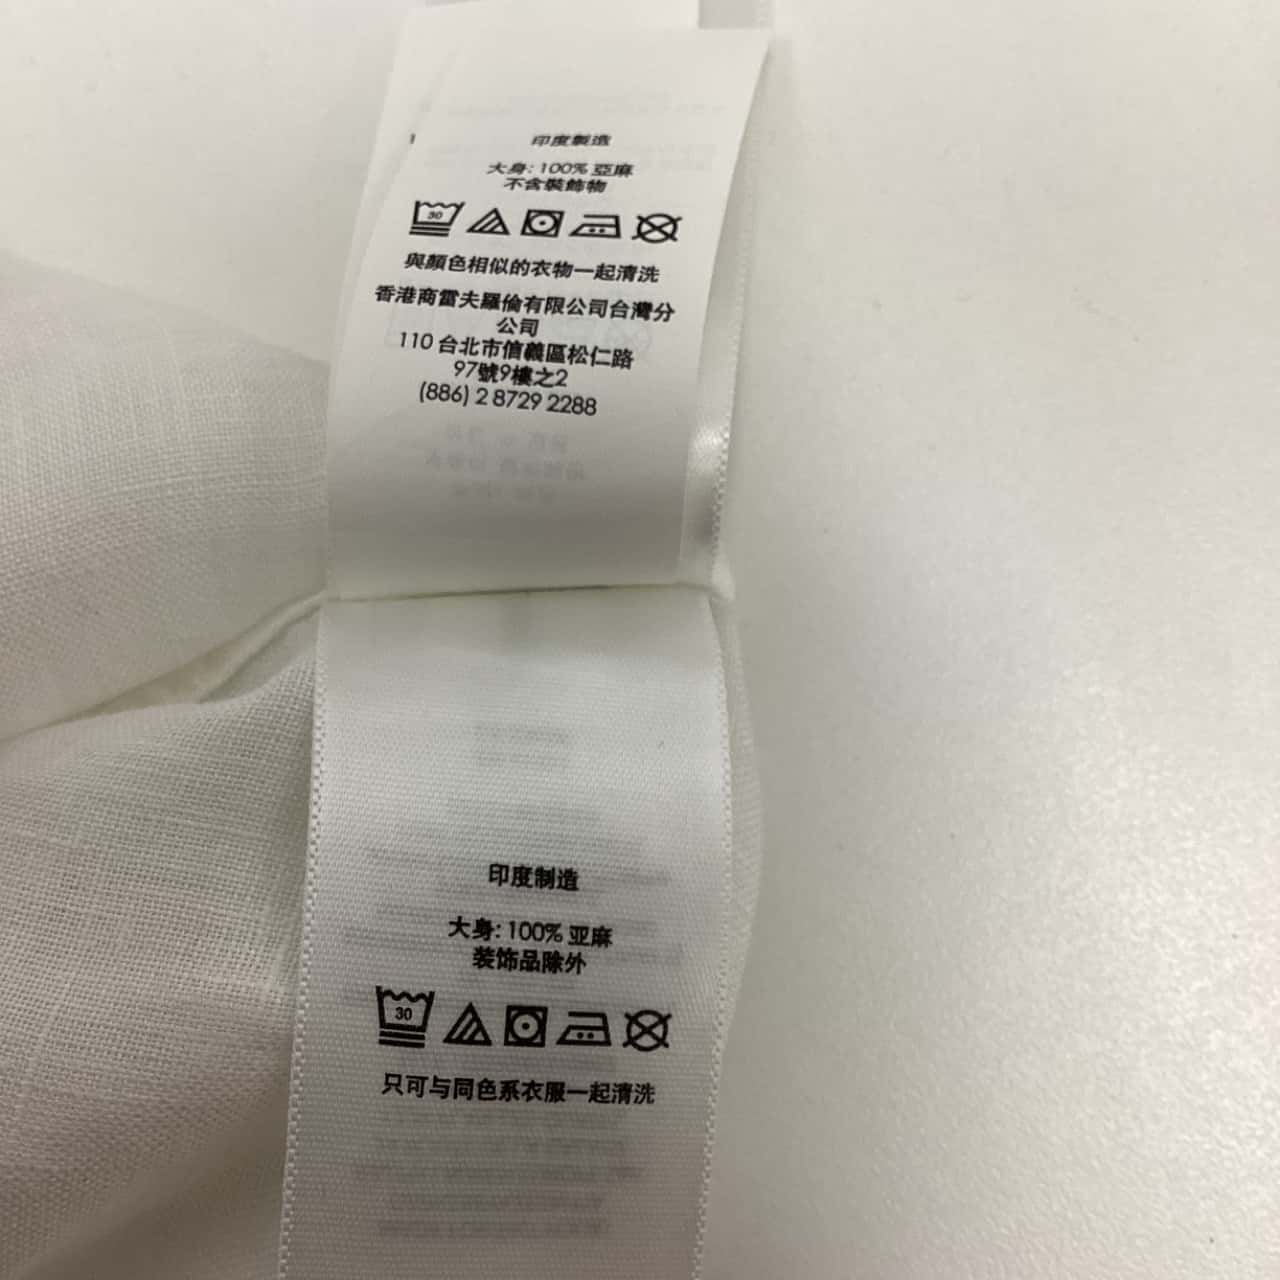 印度製造
大身: 100% 亞麻
不含裝飾物
30
與顏色相似的衣物一起清洗
香港商雷夫羅倫有限公司台灣分
公司
110 台北市信義區松仁路
97號9樓之2
(886) 2 8729 2288
印度制造
大身: 100% 亚麻
装饰品除外
30
只可与同色系衣服一起清洗